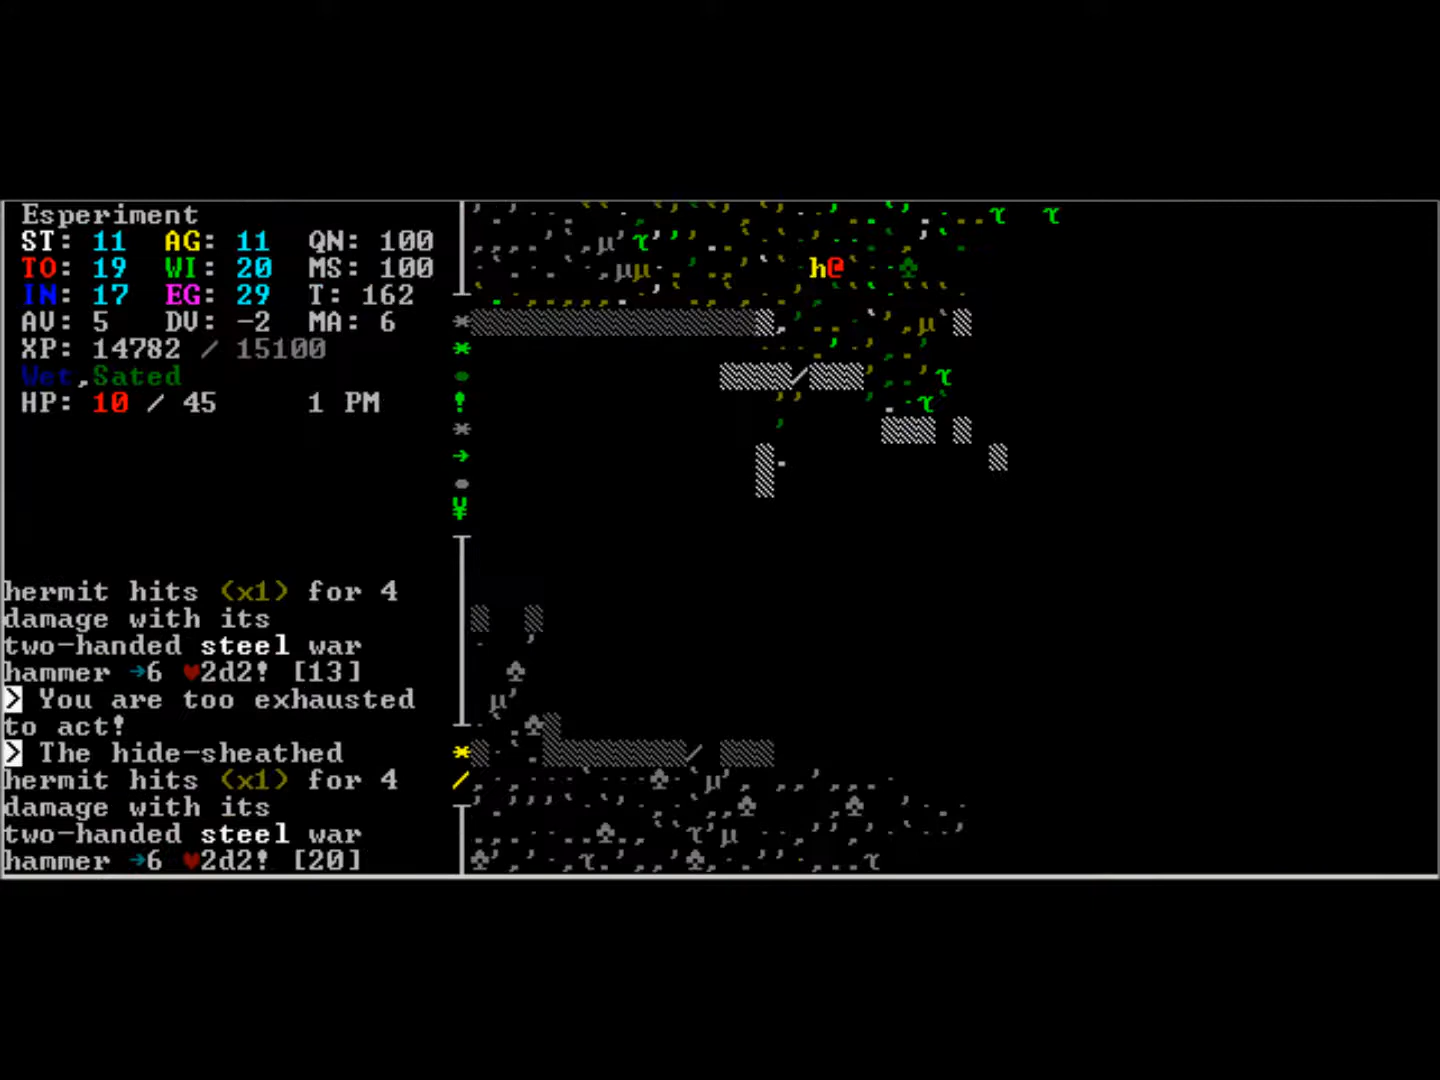 Esperiment
ST: 11 AG: 11 QN: 100
TO: 19 WI: 20 MS: 100
IN: 17 EG: 29 T: 162
AV: 5 DV: -2 MA: 6
XP: 14782 / 15100
Wet,Sated
HP: 10 / 45 1 PM
h@
hermit hits (x1) for 4
damage with its
two-handed steel war
hammer →6 ♥2d2! [13]
> You are too exhausted
to act!
> The hide-sheathed
hermit hits (x1) for 4
damage with its
two-handed steel war
hammer →6 ♥2d2! [20]